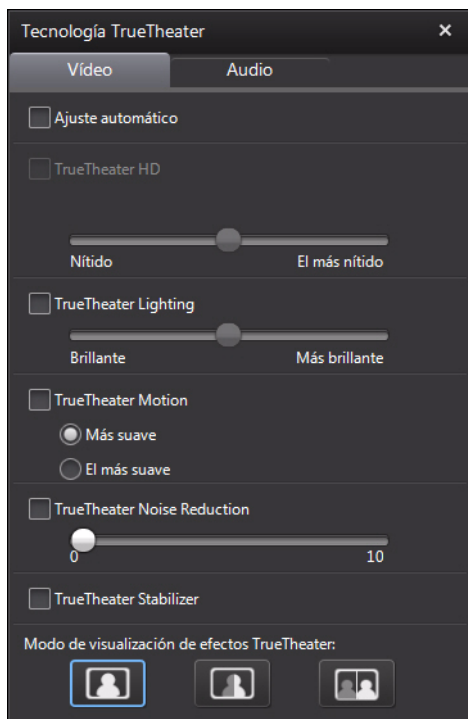 Tecnología TrueTheater
Vídeo Audio
Ajuste automático
TrueTheater HD
Nítido El más nítido
TrueTheater Lighting
Brillante Más brillante
TrueTheater Motion
Más suave
El más suave
TrueTheater Noise Reduction
0 10
TrueTheater Stabilizer
Modo de visualización de efectos TrueTheater: